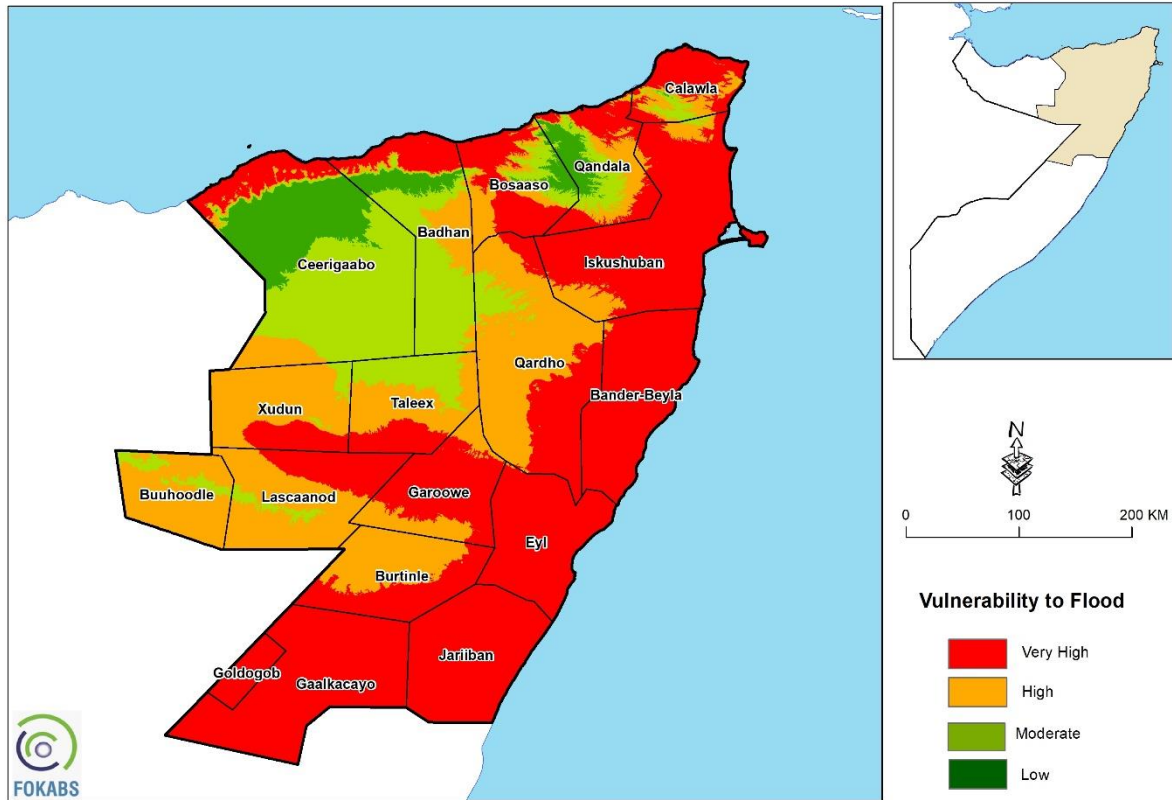 Calawla
Qandala
Bosaaso
Badhan
Iskushuban
Ceerigaabo
Qardho
Bander-Beyla
Taleex
Xudun
Garoowe
Buuhoodle
Lascaanod
Eyl
Burtinle
Jariiban
Goldogob
Gaalkacayo
FOKABS
N
0 100 200 KM
Vulnerability to Flood
Very High
High
Moderate
Low